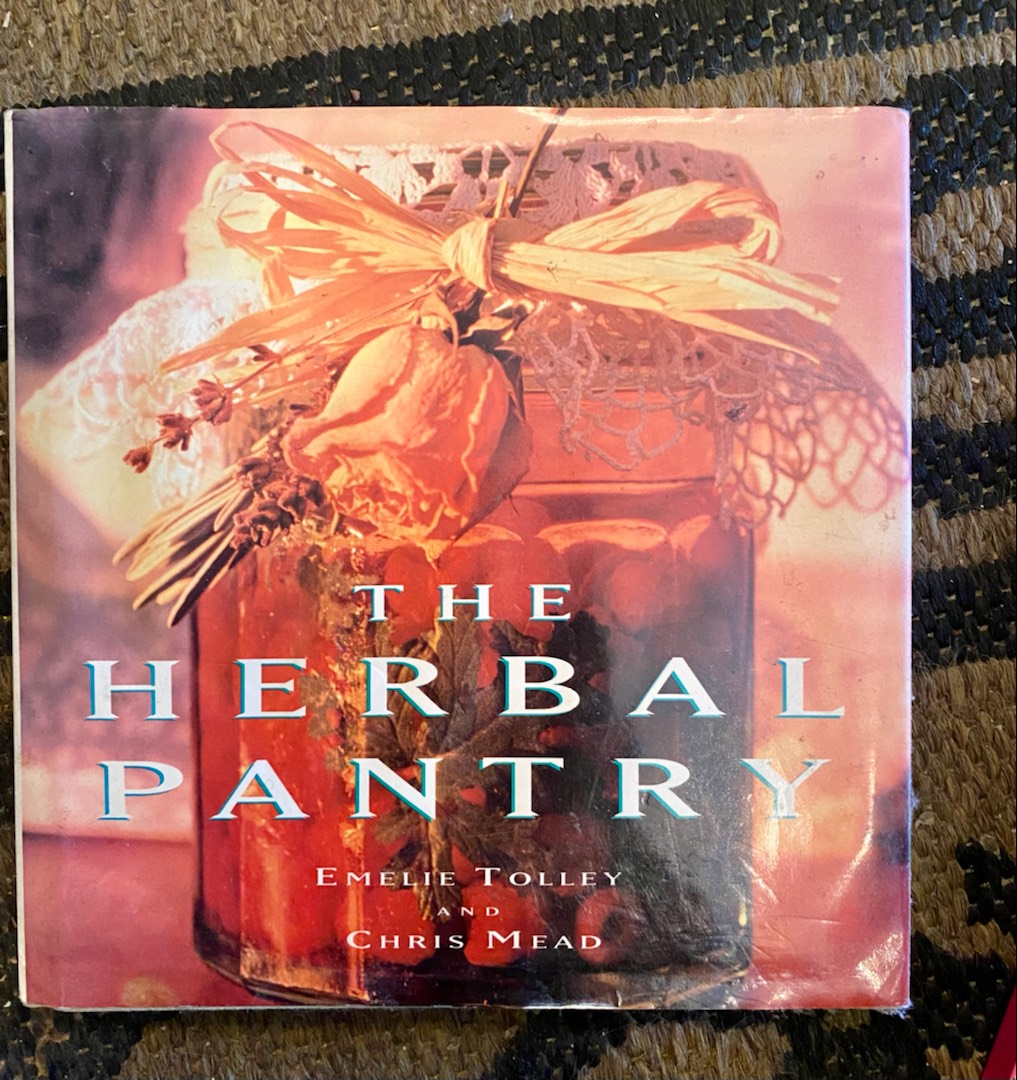 THE
HERBAL
PANTRY
EMELIE TOLLEY
AND
CHRIS MEAD